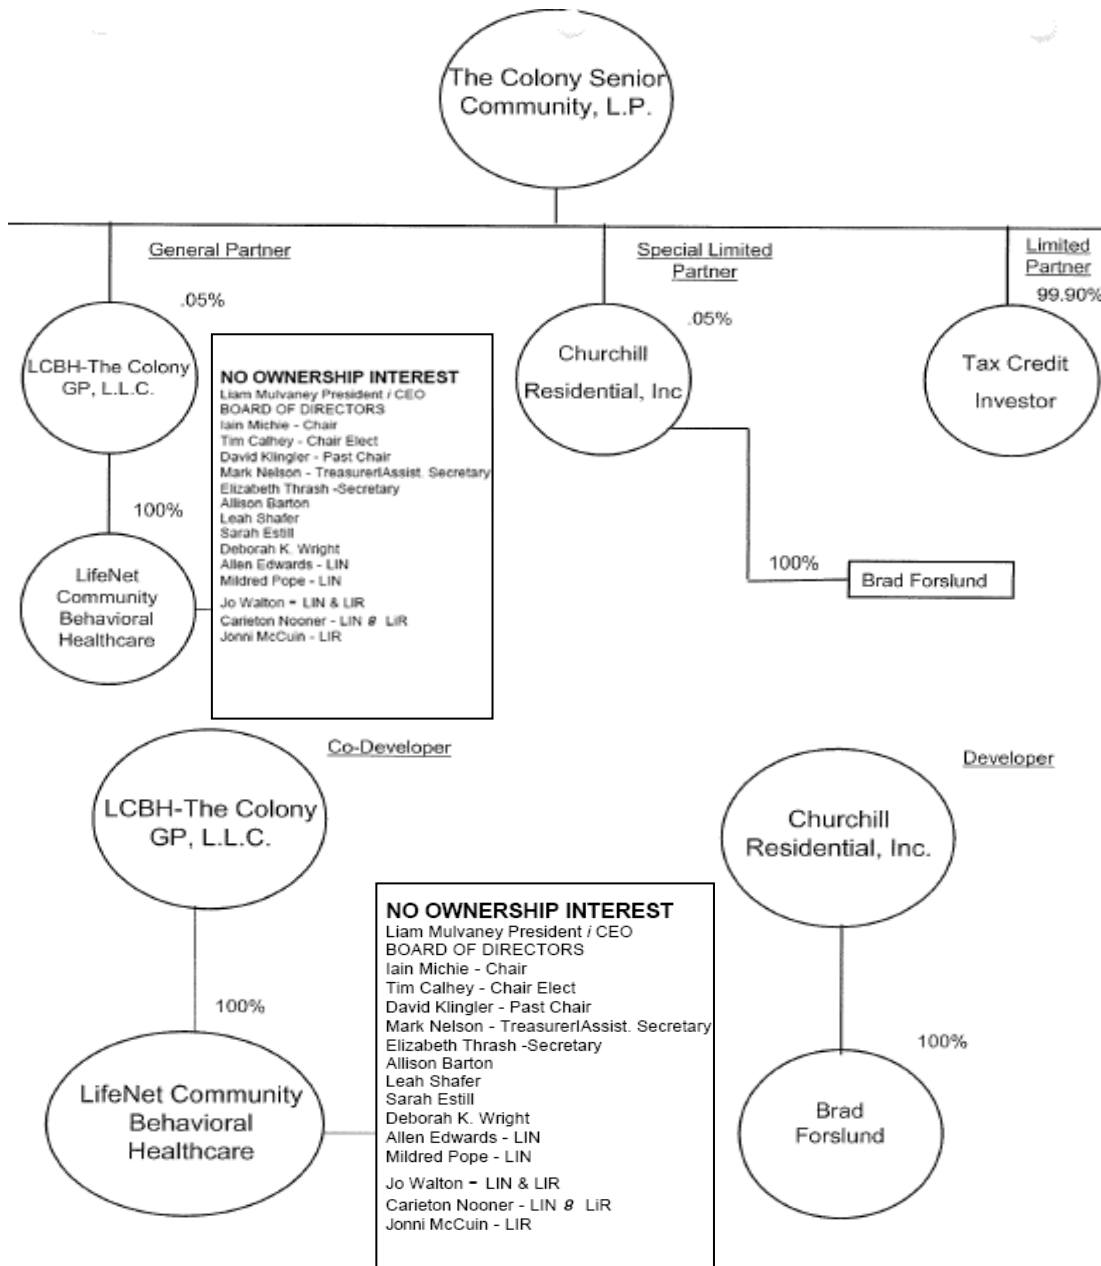 The Colony Senior
Community, L.P.
General Partner
Special Limited
Partner
Limited
Partner
.05%
.05%
99.90%
LCBH-The Colony
GP, L.L.C.
Churchill
Residential, Inc
Tax Credit
Investor
NO OWNERSHIP INTEREST
Liam Mulvaney President / CEO
BOARD OF DIRECTORS
Iain Michie - Chair
Tim Calhey - Chair Elect
David Klingler - Past Chair
Mark Nelson - Treasurer|Assist. Secretary
Elizabeth Thrash -Secretary
Allison Barton
Leah Shafer
Sarah Estill
Deborah K. Wright
Allen Edwards - LIN
Mildred Pope - LIN
Jo Walton - LIN & LIR
Carieton Nooner - LIN 8 LiR
Jonni McCuin - LIR
100%
LifeNet
Community
Behavioral
Healthcare
100%
Brad Forslund
Co-Developer
Developer
LCBH-The Colony
GP, L.L.C.
Churchill
Residential, Inc.
100%
LifeNet Community
Behavioral
Healthcare
NO OWNERSHIP INTEREST
Liam Mulvaney President i CEO
BOARD OF DIRECTORS
Iain Michie - Chair
Tim Calhey - Chair Elect
David Klingler - Past Chair
Mark Nelson - Treasurer|Assist. Secretary
Elizabeth Thrash -Secretary
Allison Barton
Leah Shafer
Sarah Estill
Deborah K. Wright
Allen Edwards - LIN
Mildred Pope - LIN
Jo Walton - LIN & LIR
Carieton Nooner - LIN 8 LiR
Jonni McCuin - LIR
100%
Brad
Forslund